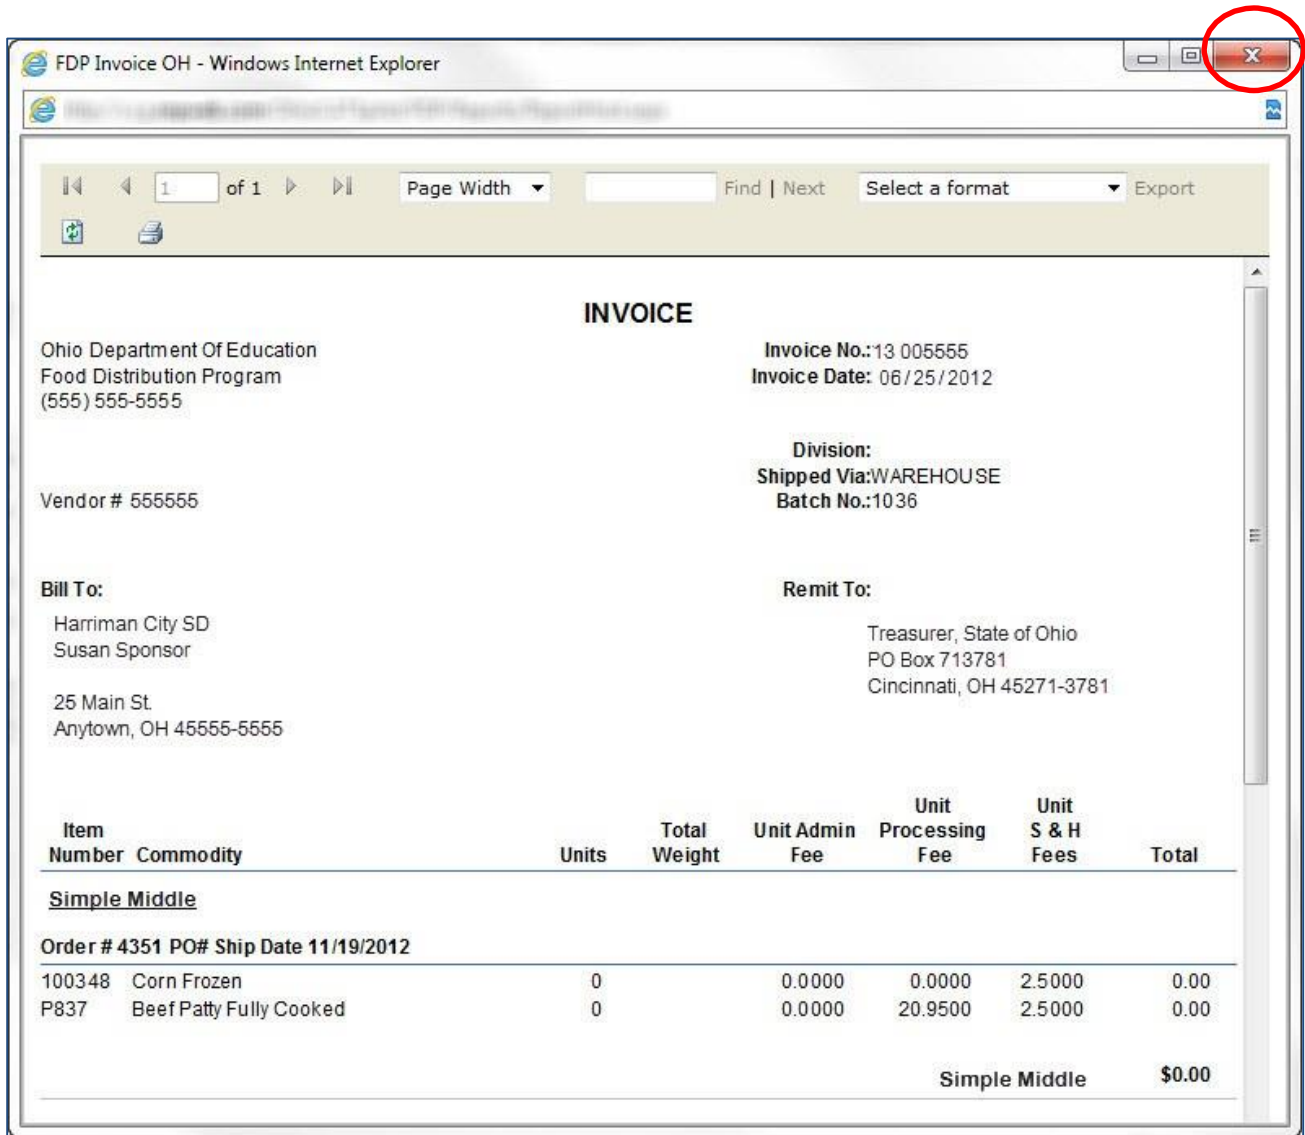 FDP Invoice OH - Windows Internet Explorer
1 of 1 Page Width Find | Next Select a format Export
INVOICE
Ohio Department Of Education
Food Distribution Program
(555) 555-5555
Invoice No.:13 005555
Invoice Date: 06/25/2012
Division:
Shipped Via:WAREHOUSE
Vendor # 555555
Batch No.:1036
Bill To:
Harriman City SD
Susan Sponsor
25 Main St.
Anytown, OH 45555-5555
Remit To:
Treasurer, State of Ohio
PO Box 713781
Cincinnati, OH 45271-3781
Item Number Commodity Units Total Weight Unit Admin Fee Unit Processing Fee Unit S & H Fees Total
Simple Middle
Order # 4351 PO# Ship Date 11/19/2012
100348 Corn Frozen 0 0.0000 0.0000 2.5000 0.00
P837 Beef Patty Fully Cooked 0 0.0000 20.9500 2.5000 0.00
Simple Middle $0.00